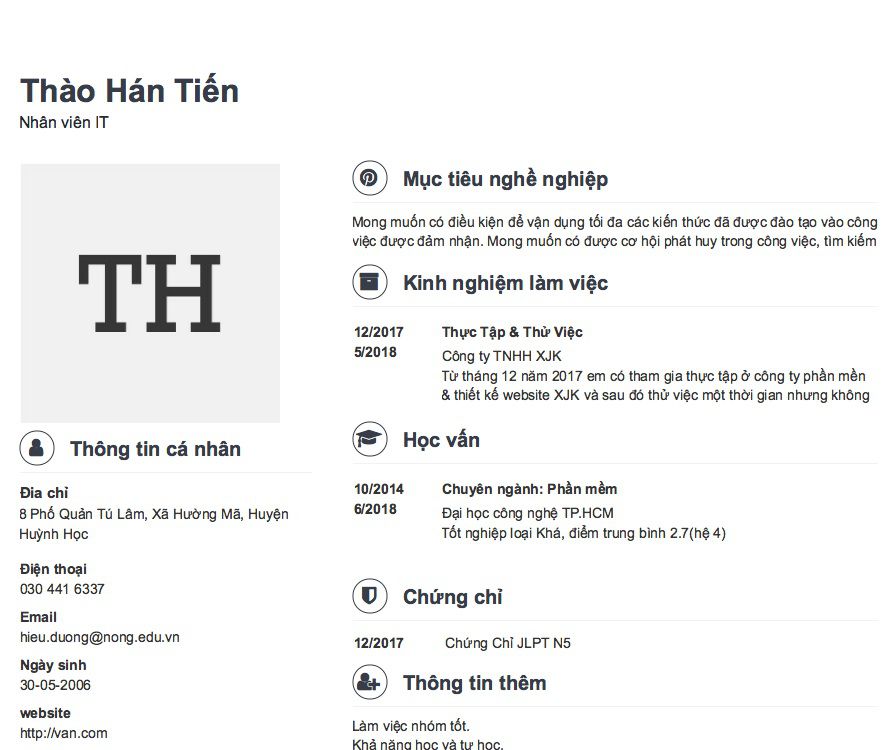 Thào Hán Tiến
Nhân viên IT
TH
Thông tin cá nhân
Đia chỉ
8 Phố Quản Tú Lâm, Xã Hường Mã, Huyện
Huỳnh Học
Điện thoại
030 441 6337
Email
hieu.duong@nong.edu.vn
Ngày sinh
30-05-2006
website
http://van.com
Mục tiêu nghề nghiệp
Mong muốn có điều kiện để vận dụng tối đa các kiến thức đã được đào tạo vào công
việc được đảm nhận. Mong muốn có được cơ hội phát huy trong công việc, tìm kiếm
Kinh nghiệm làm việc
12/2017 Thực Tập & Thử Việc
5/2018 Công ty TNHH XJK
Từ tháng 12 năm 2017 em có tham gia thực tập ở công ty phần mền
& thiết kế website XJK và sau đó thử việc một thời gian nhưng không
Học vấn
10/2014 Chuyên ngành: Phần mềm
6/2018 Đại học công nghệ TP.HCM
Tốt nghiệp loại Khá, điểm trung bình 2.7(hệ 4)
Chứng chỉ
12/2017 Chứng Chỉ JLPT N5
Thông tin thêm
Làm việc nhóm tốt.
Khả năng học và tự học.